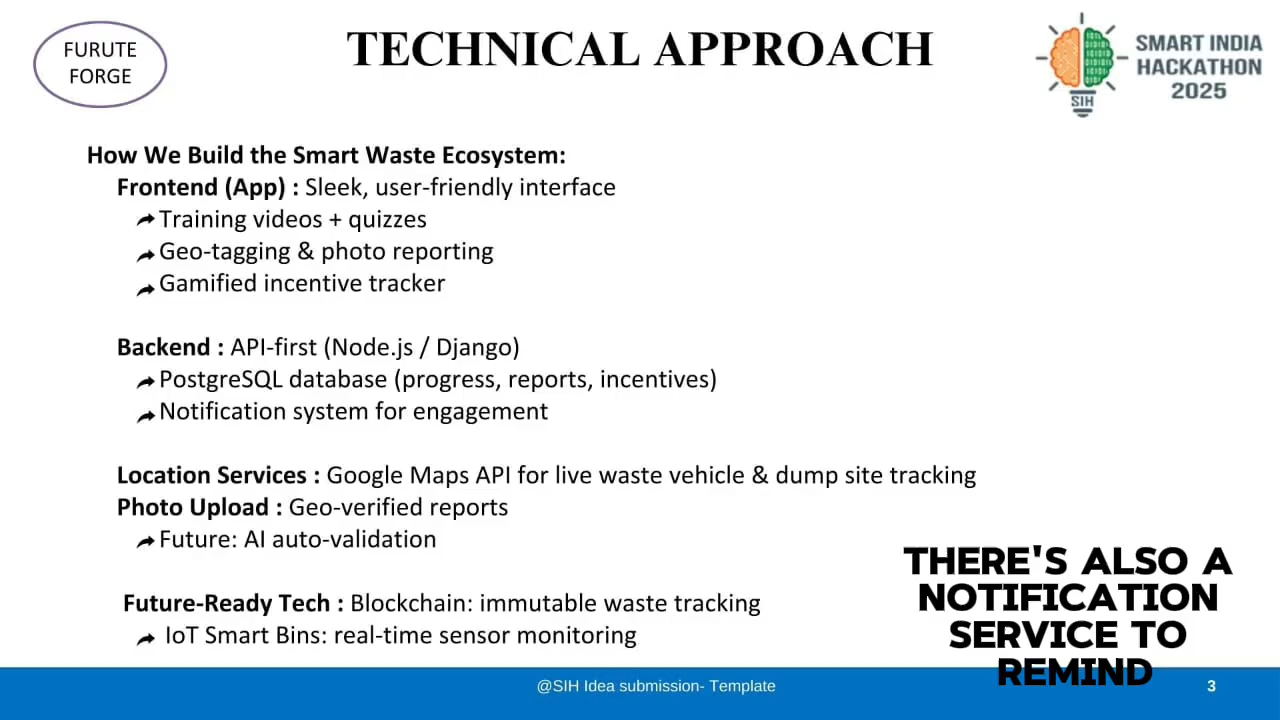 FURUTE
FORGE
TECHNICAL APPROACH
SMART INDIA
HACKATHON
2025
SIH
How We Build the Smart Waste Ecosystem:
Frontend (App) : Sleek, user-friendly interface
Training videos + quizzes
Geo-tagging & photo reporting
Gamified incentive tracker
Backend : API-first (Node.js / Django)
PostgreSQL database (progress, reports, incentives)
Notification system for engagement
Location Services : Google Maps API for live waste vehicle & dump site tracking
Photo Upload : Geo-verified reports
Future: AI auto-validation
Future-Ready Tech : Blockchain: immutable waste tracking
IoT Smart Bins: real-time sensor monitoring
THERE'S ALSO A
NOTIFICATION
SERVICE TO
REMIND
@SIH Idea submission- Template
3